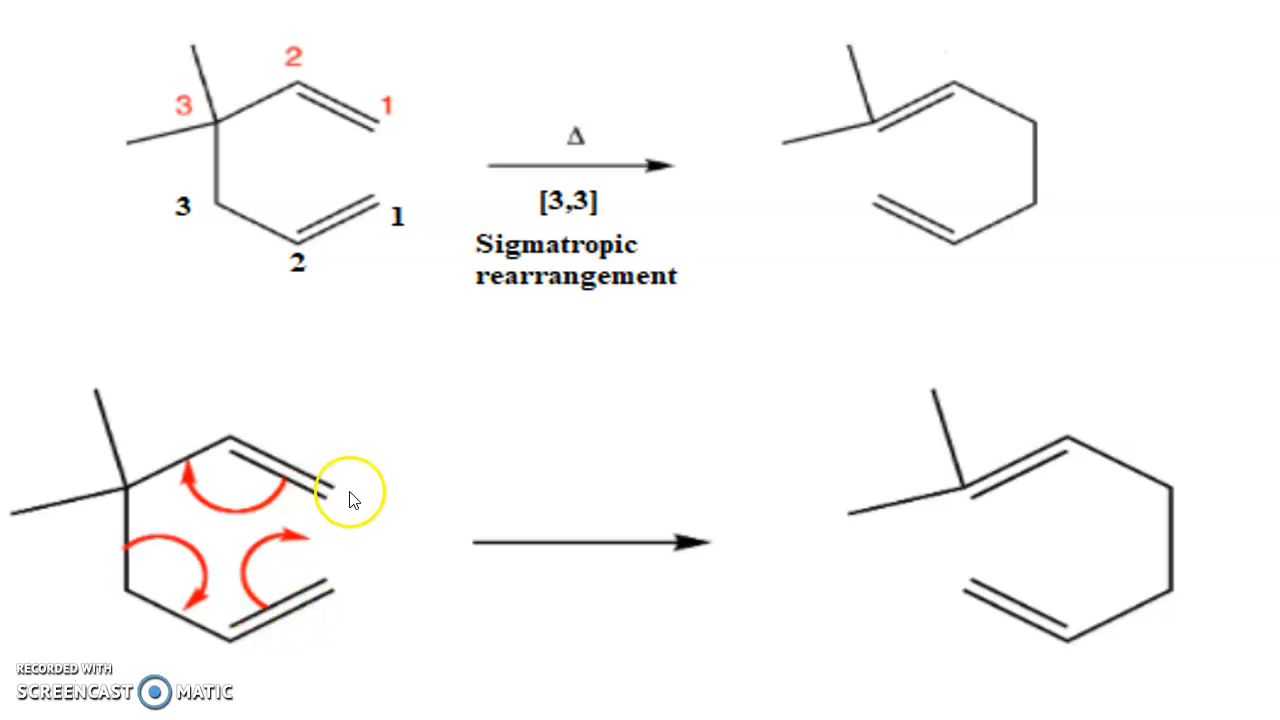 2
3
1
Δ
3
[3,3]
1
Sigmatropic
2
rearrangement
RECORDED WITH
SCREENCAST MATIC